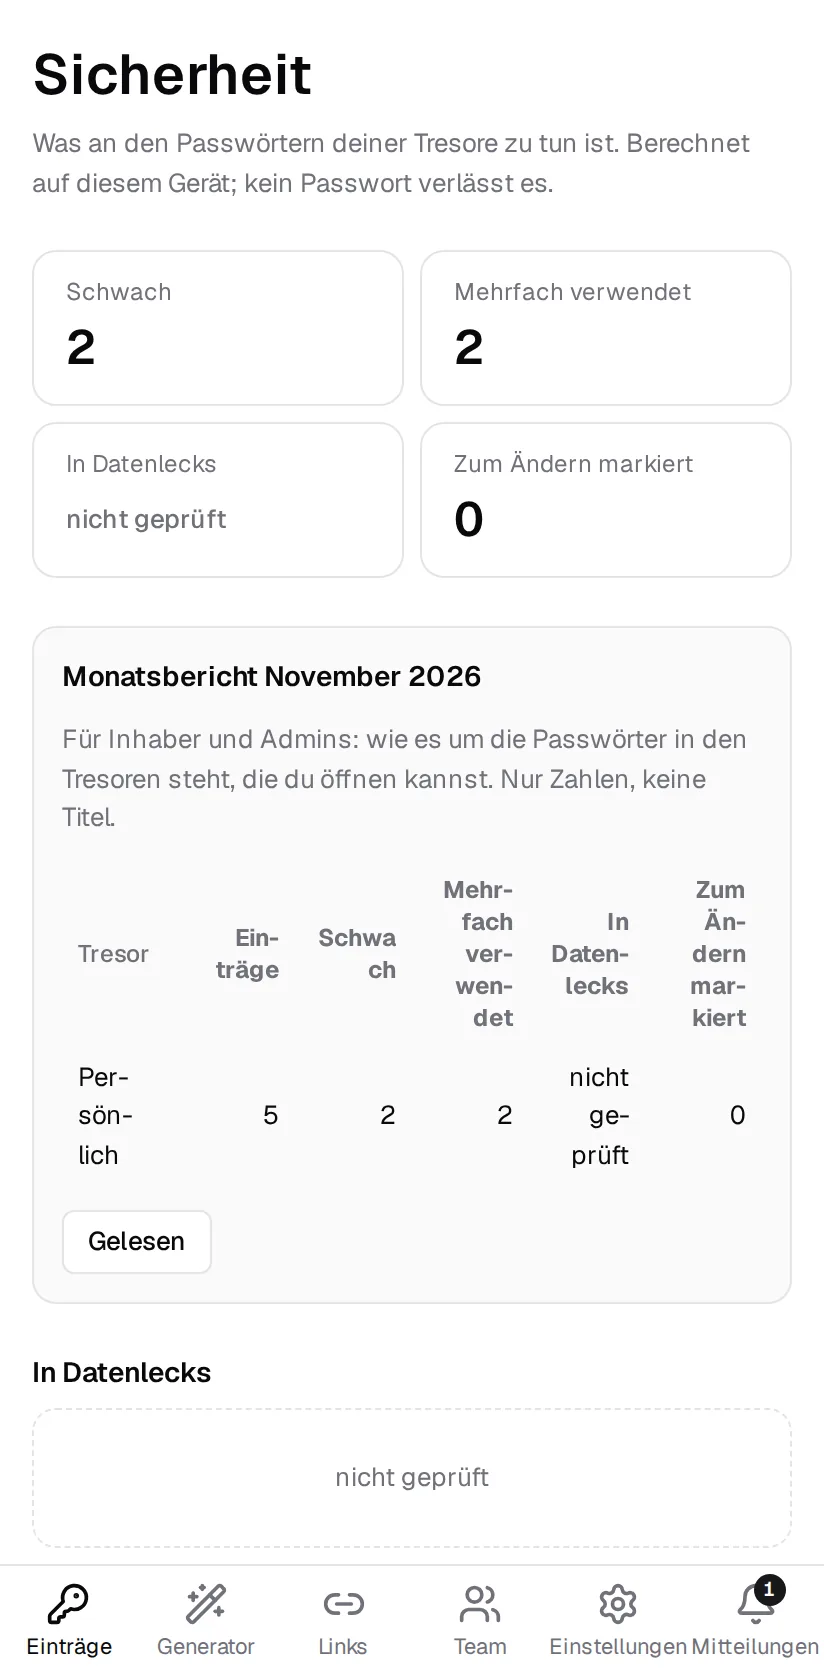 Sicherheit
Was an den Passwörtern deiner Tresore zu tun ist. Berechnet
auf diesem Gerät; kein Passwort verlässt es.
Schwach
2
Mehrfach verwendet
2
In Datenlecks
nicht geprüft
Zum Ändern markiert
0
Monatsbericht November 2026
Für Inhaber und Admins: wie es um die Passwörter in den
Tresoren steht, die du öffnen kannst. Nur Zahlen, keine
Titel.
Tresor
Ein-
träge
Schwa
ch
Mehr-
fach
ver-
wen-
det
In
Daten-
lecks
Zum
Än-
dern
mar-
kiert
Per-
sön-
lich
5
2
2
nicht
ge-
prüft
0
Gelesen
In Datenlecks
nicht geprüft
1
Einträge Generator Links Team Einstellungen Mitteilungen